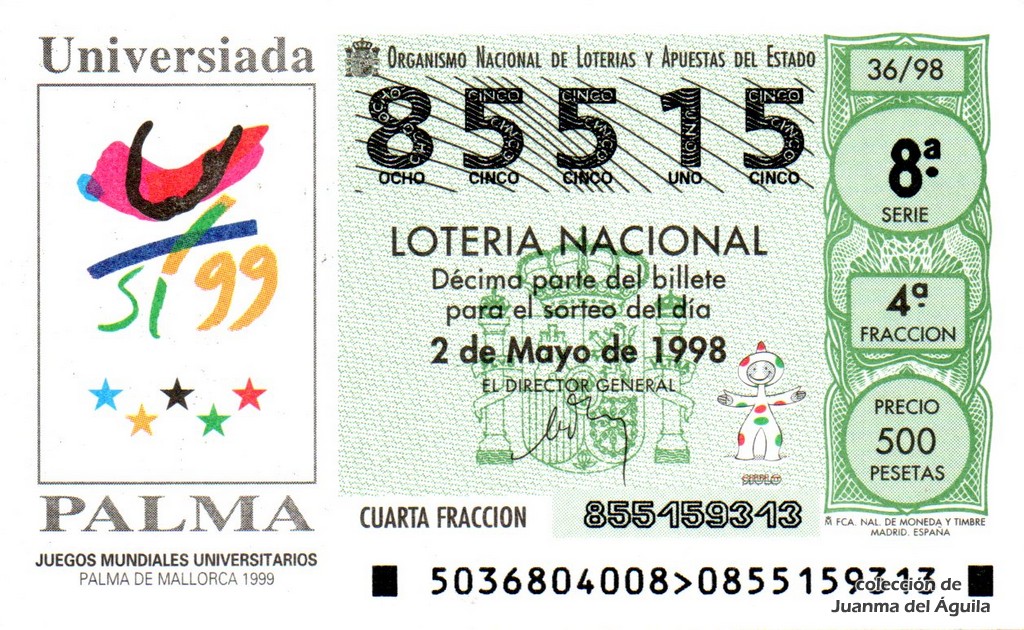 Universiada
99
PALMA
JUEGOS MUNDIALES UNIVERSITARIOS
PALMA DE MALLORCA 1999
ORGANISMO NACIONAL DE LOTERIAS Y APUESTAS DEL ESTADO
85515
OCHO CINCO CINCO UNO CINCO
LOTERIA NACIONAL
Décima parte del billete
para el sorteo del día
2 de Mayo de 1998
EL DIRECTOR GENERAL
CUARTA FRACCION
855159313
36/98
8ª
SERIE
4ª
FRACCION
PRECIO
500
PESETAS
FCA. NAL. DE MONEDA Y TIMBRE
MADRID. ESPAÑA
5036804008>0855159313
colección de
Juanma del Águila